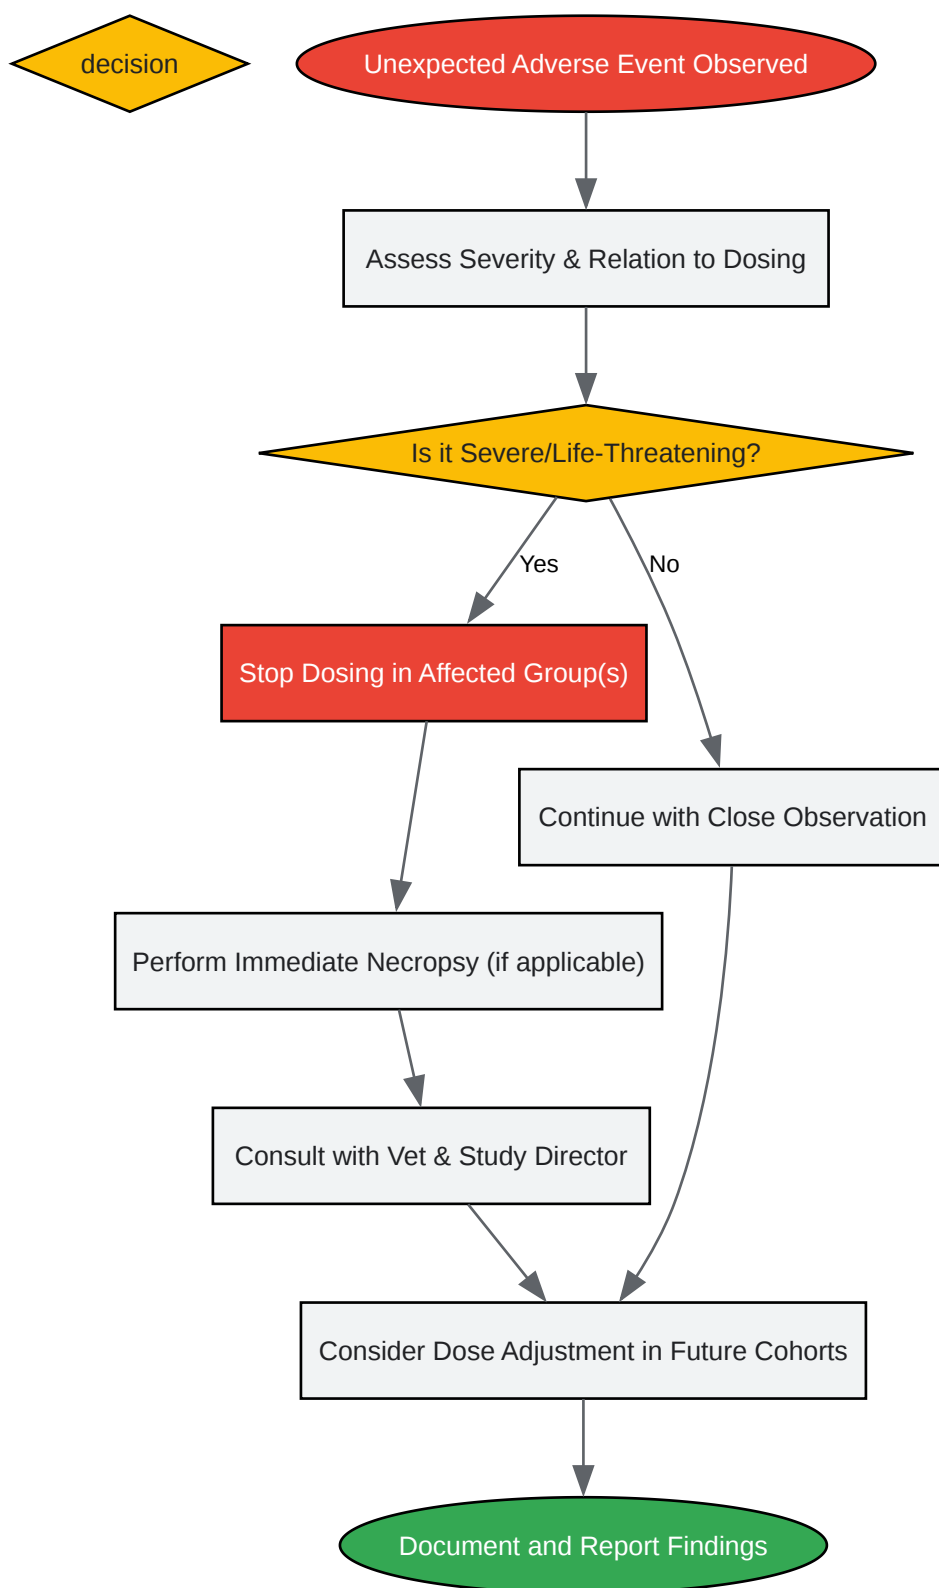 decision
Unexpected Adverse Event Observed
Assess Severity & Relation to Dosing
Is it Severe/Life-Threatening?
Yes
No
Stop Dosing in Affected Group(s)
Continue with Close Observation
Perform Immediate Necropsy (if applicable)
Consult with Vet & Study Director
Consider Dose Adjustment in Future Cohorts
Document and Report Findings